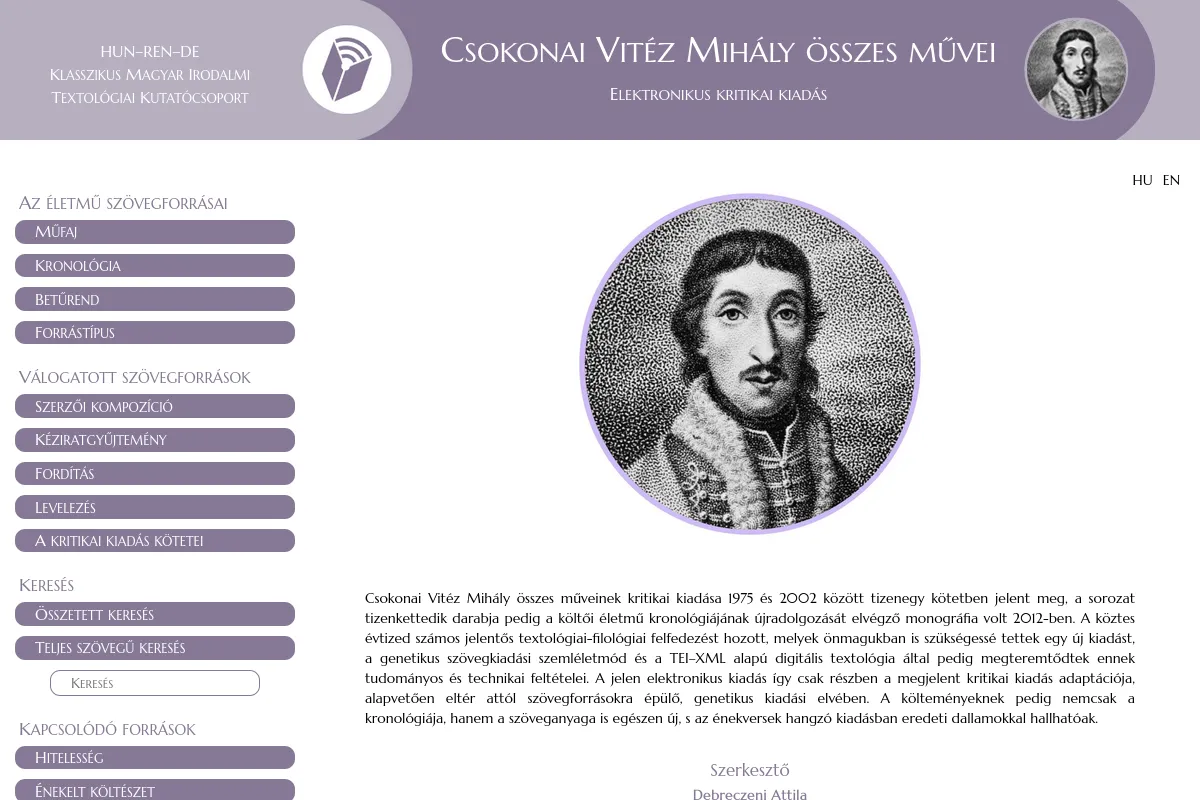 HUN–REN–DE
Klasszikus Magyar Irodalmi
Textológiai Kutatócsoport
Csokonai Vitéz Mihály összes művei
Elektronikus kritikai kiadás
HU EN
Az életmű szövegforrásai
Műfaj
Kronológia
Betűrend
Forrástípus
Válogatott szövegforrások
Szerzői kompozíció
Kéziratgyűjtemény
Fordítás
Levelezés
A kritikai kiadás kötetei
Keresés
Összetett keresés
Teljes szövegű keresés
Keresés
Kapcsolódó források
Hitelesség
Énekelt költészet
Csokonai Vitéz Mihály összes műveinek kritikai kiadása 1975 és 2002 között tizenegy kötetben jelent meg, a sorozat
tizenkettedik darabja pedig a költői életmű kronológiájának újradolgozását elvégző monográfia volt 2012-ben. A köztes
évtized számos jelentős textológiai-filológiai felfedezést hozott, melyek önmagukban is szükségessé tettek egy új kiadást,
a genetikus szövegkiadási szemléletmód és a TEI–XML alapú digitális textológia által pedig megteremtődtek ennek
tudományos és technikai feltételei. A jelen elektronikus kiadás így csak részben a megjelent kritikai kiadás adaptációja,
alapvetően eltér attól szövegforrásokra épülő, genetikus kiadási elvében. A költeményeknek pedig nemcsak a
kronológiája, hanem a szöveganyaga is egészen új, s az énekversek hangzó kiadásban eredeti dallamokkal hallhatóak.
Szerkesztő
Debreczeni Attila